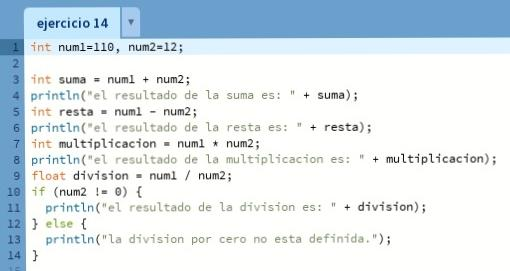 ejercicio 14 ▼
1 int num1=110, num2=12;
2
3 int suma = num1 + num2;
4 println("el resultado de la suma es: " + suma);
5 int resta = num1 - num2;
6 println("el resultado de la resta es: " + resta);
7 int multiplicacion = num1 * num2;
8 println("el resultado de la multiplicacion es: " + multiplicacion);
9 float division = num1 / num2;
10 if (num2 != 0) {
11   println("el resultado de la division es: " + division);
12 } else {
13   println("la division por cero no esta definida.");
14 }